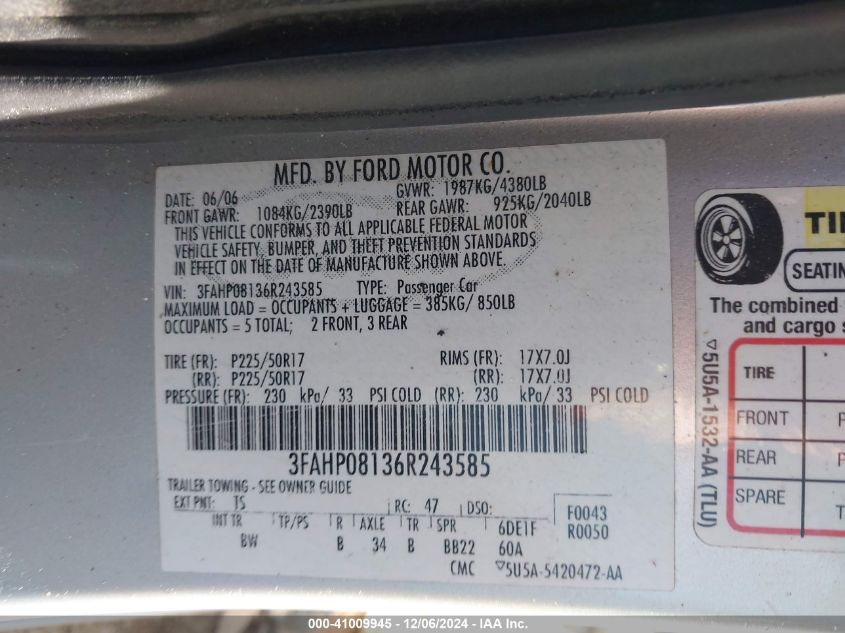 MFD. BY FORD MOTOR CO.
DATE: 06/06 GVWR: 1987KG/4380LB
FRONT GAWR: 1084KG/2390LB REAR GAWR: 925KG/2040LB
THIS VEHICLE CONFORMS TO ALL APPLICABLE FEDERAL MOTOR
VEHICLE SAFETY, BUMPER, AND THEFT PREVENTION STANDARDS
IN EFFECT ON THE DATE OF MANUFACTURE SHOWN ABOVE.
VIN: 3FAHP08136R243585 TYPE: Passenger Car
MAXIMUM LOAD = OCCUPANTS + LUGGAGE = 385KG/ 850LB
OCCUPANTS = 5 TOTAL; 2 FRONT, 3 REAR
TIRE (FR): P225/50R17 RIMS (FR): 17X7.0J
(RR): P225/50R17 (RR): 17X7.0J
PRESSURE (FR): 230 kPa/ 33 PSI COLD (RR): 230 kPa/ 33 PSI COLD
3FAHP08136R243585
TRAILER TOWING - SEE OWNER GUIDE
EXT PNT: TS RC: 47 DSO: F0043
INT TR TP/PS R AXLE TR SPR 6DE1F R0050
BW B 34 B BB22 60A
CMC ▽5U5A-5420472-AA
TI
SEATIN
The combined
and cargo s
TIRE
FRONT P
REAR P
SPARE T
▽5U5A-1532-AA (TLU)
000-41009945 - 12/06/2024 - IAA Inc.